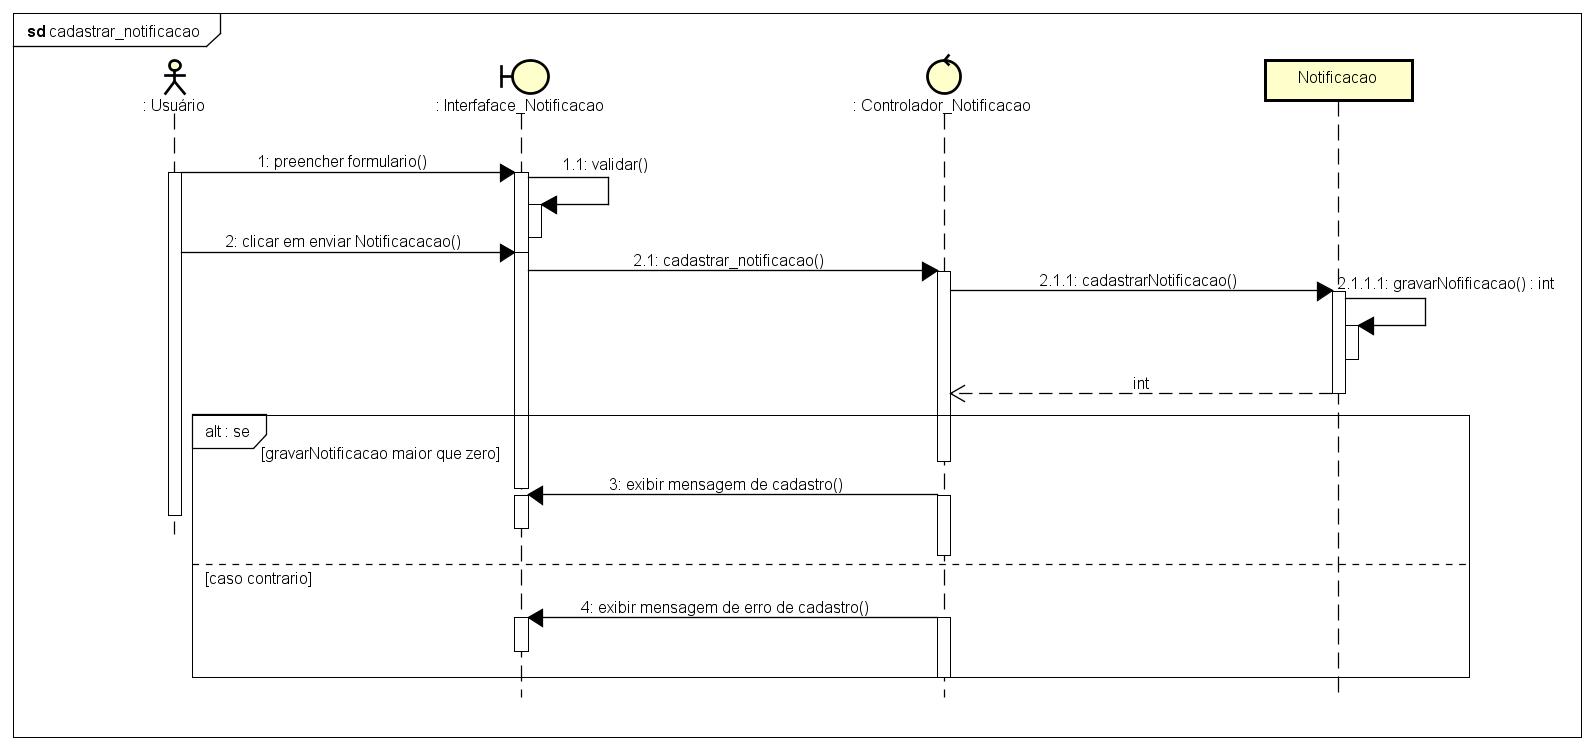 sd cadastrar_notificacao
: Usuário
: Interfaface_Notificacao
: Controlador_Notificacao
Notificacao
1: preencher formulario()
1.1: validar()
2: clicar em enviar Notificacacao()
2.1: cadastrar_notificacao()
2.1.1: cadastrarNotificacao()
2.1.1.1: gravarNofificacao() : int
int
alt : se
[gravarNotificacao maior que zero]
3: exibir mensagem de cadastro()
[caso contrario]
4: exibir mensagem de erro de cadastro()